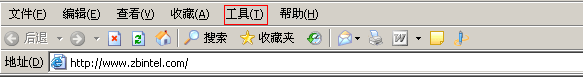 文件(F) 编辑(E) 查看(V) 收藏(A) 工具(T) 帮助(H)
后退 搜索 收藏夹 W
地址(D) http://www.zbintel.com/